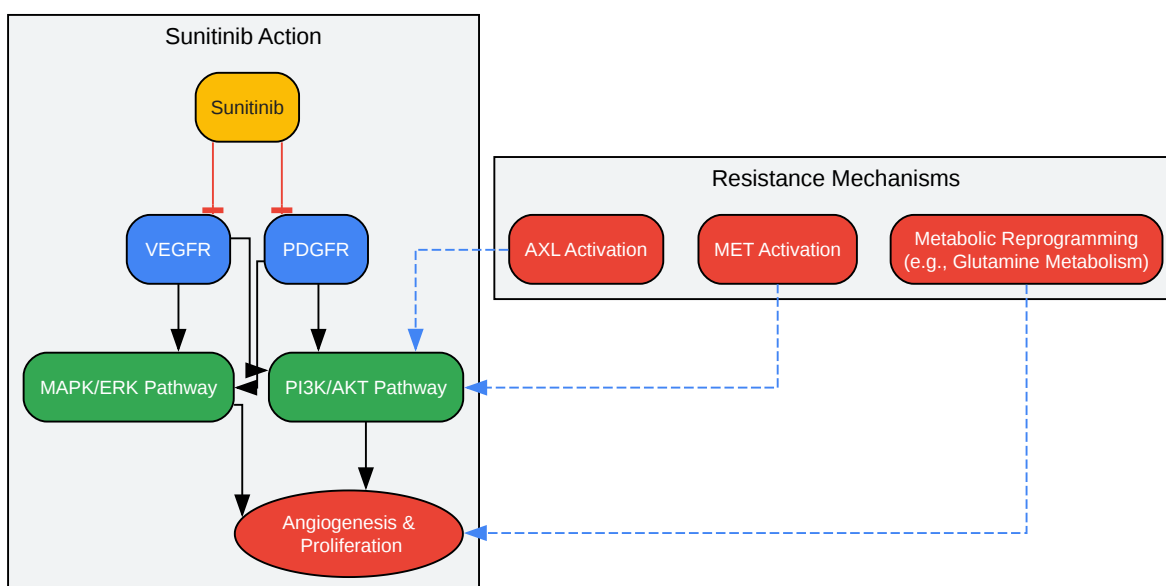 Sunitinib Action
Sunitinib
VEGFR
PDGFR
MAPK/ERK Pathway
PI3K/AKT Pathway
Angiogenesis &
Proliferation
Resistance Mechanisms
AXL Activation
MET Activation
Metabolic Reprogramming
(e.g., Glutamine Metabolism)